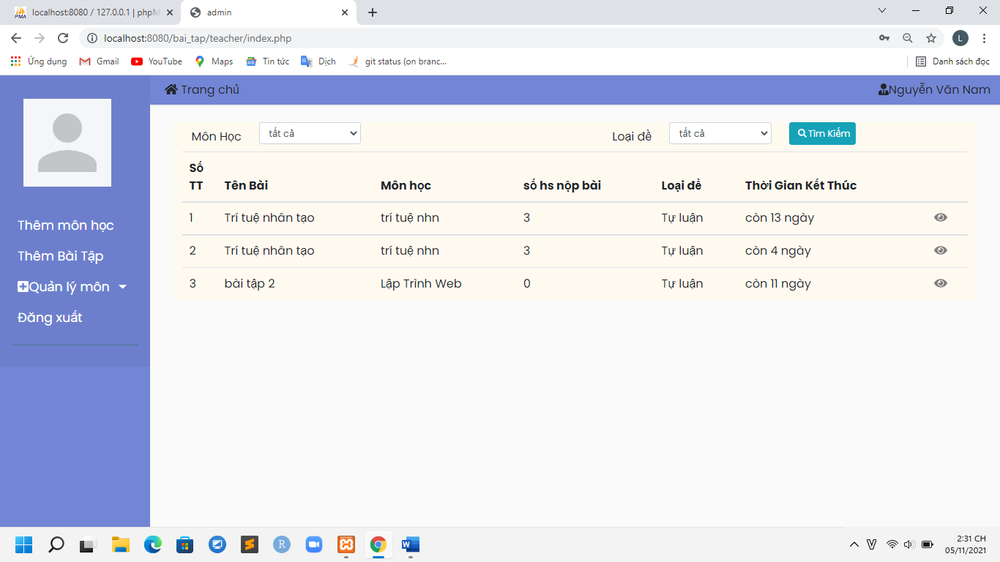 localhost:8080 / 127.0.0.1 | phpM
admin
localhost:8080/bai_tap/teacher/index.php
L
Ứng dụng
Gmail
YouTube
Maps
Tin tức
Dịch
git status (on branc...
Danh sách đọc
Trang chủ
Nguyễn Văn Nam
Thêm môn học
Thêm Bài Tập
Quản lý môn
Đăng xuất
Môn Học tất cả Loại đề tất cả Tìm Kiếm
Số
TT Tên Bài Môn học số hs nộp bài Loại đề Thời Gian Kết Thúc
1 Trí tuệ nhân tạo trí tuệ nhn 3 Tự luận còn 13 ngày
2 Trí tuệ nhân tạo trí tuệ nhn 3 Tự luận còn 4 ngày
3 bài tập 2 Lập Trình Web 0 Tự luận còn 11 ngày
2:31 CH
05/11/2021